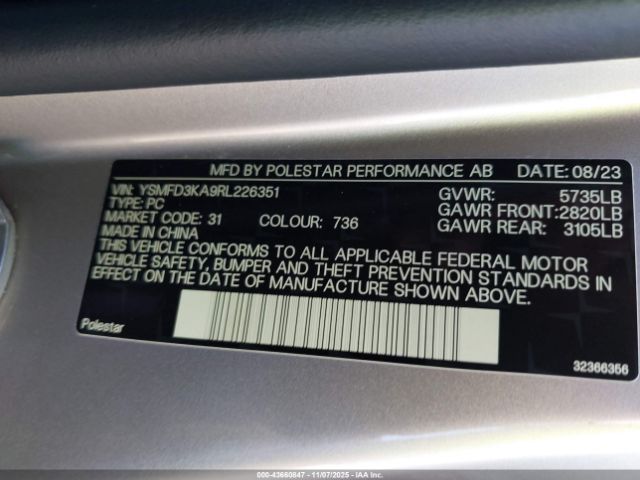 MFD BY POLESTAR PERFORMANCE AB DATE: 08/23
VIN: YSMFD3KA9RL226351 GVWR: 5735LB
TYPE: PC GAWR FRONT:2820LB
MARKET CODE: 31 COLOUR: 736 GAWR REAR: 3105LB
MADE IN CHINA
THIS VEHICLE CONFORMS TO ALL APPLICABLE FEDERAL MOTOR
VEHICLE SAFETY, BUMPER AND THEFT PREVENTION STANDARDS IN
EFFECT ON THE DATE OF MANUFACTURE SHOWN ABOVE.
Polestar 32366356
000-43660847 - 11/07/2025 - IAAI.com